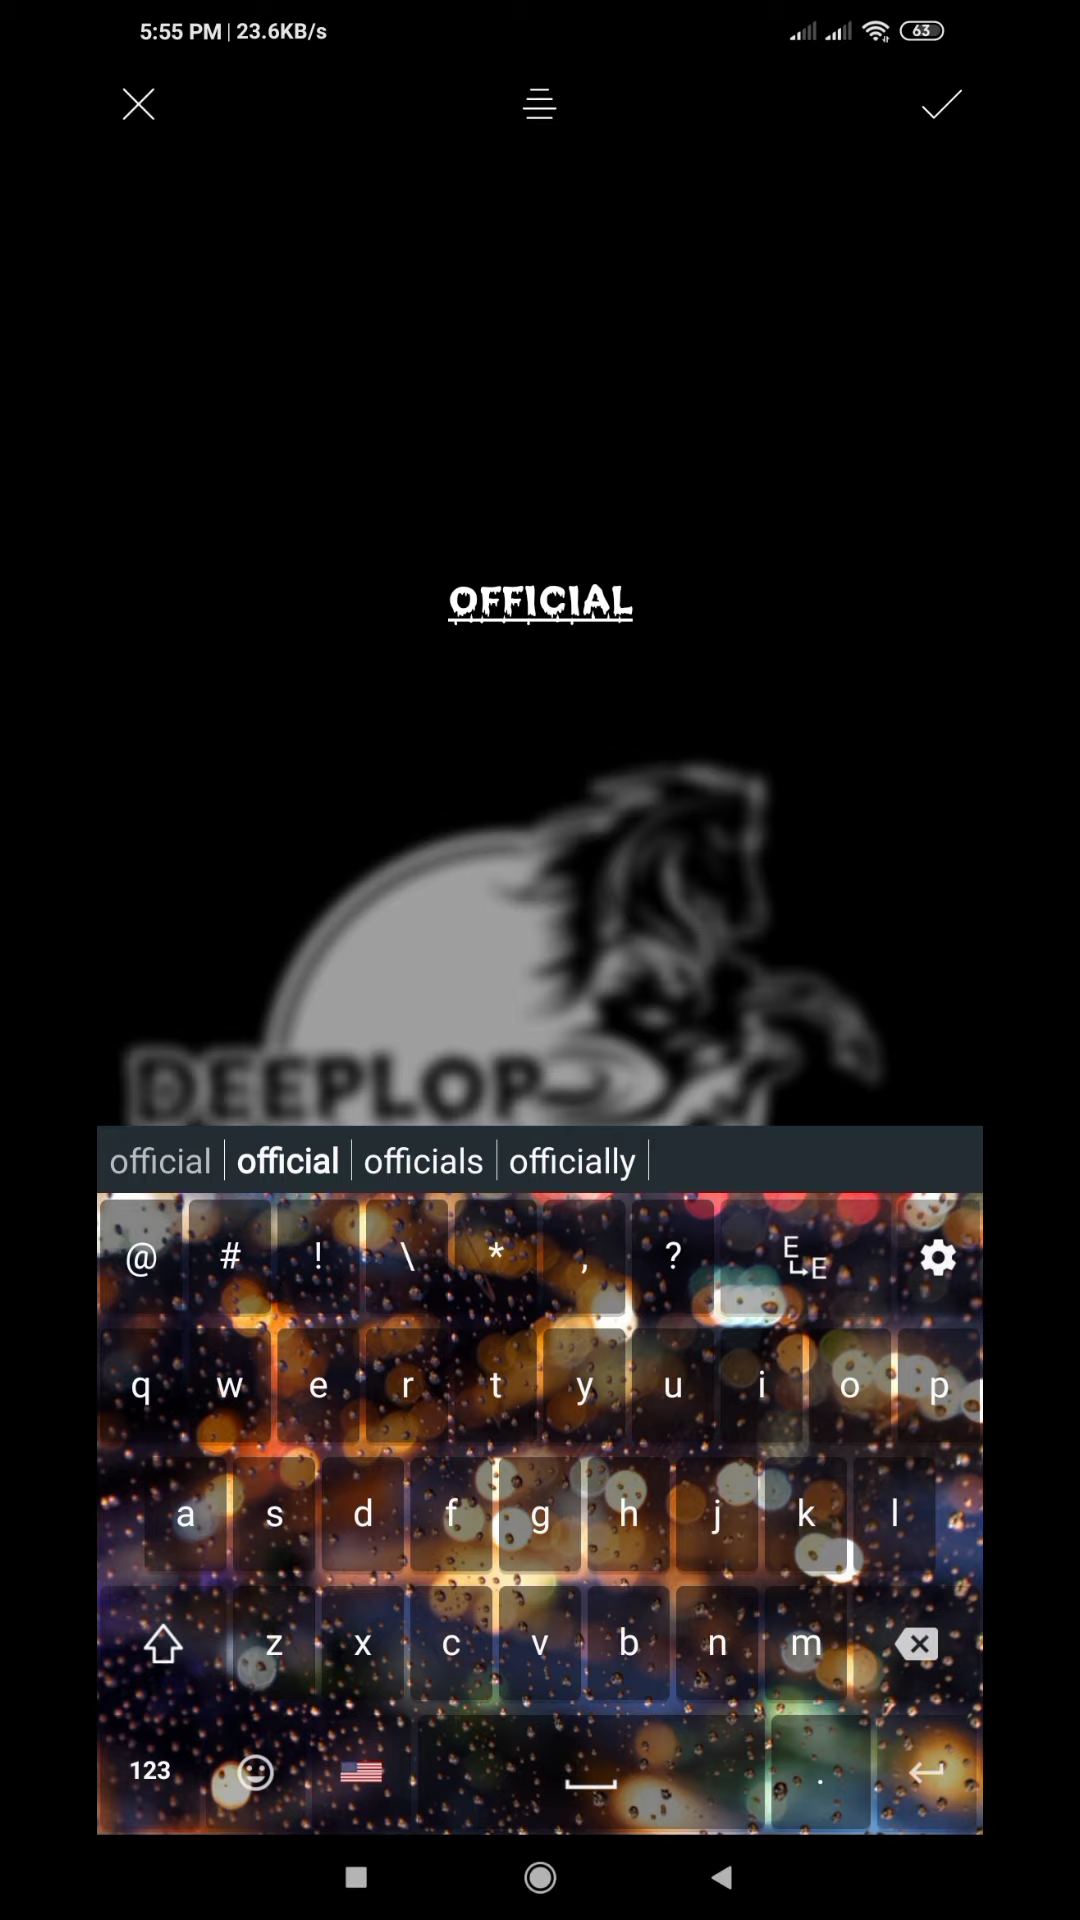 5:55 PM | 23.6KB/s
63
OFFICIAL
DEEPLOP
official | official | officials | officially |
@ # ! \ * , ? E E
q w e r t y u i o p
a s d f g h j k l
z x c v b n m
123 .